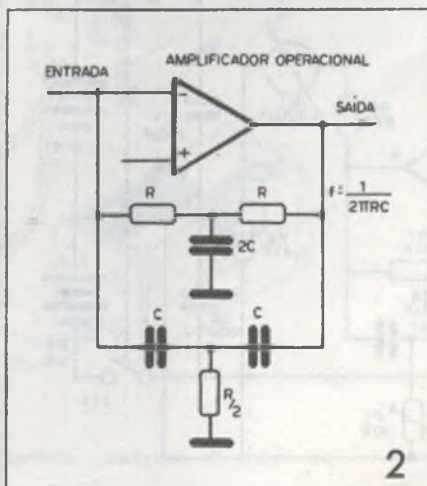 AMPLIFICADOR OPERACIONAL
ENTRADA
-
+
SAÍDA
R
R
f = 1/2πRC
2C
C
C
R/2
2